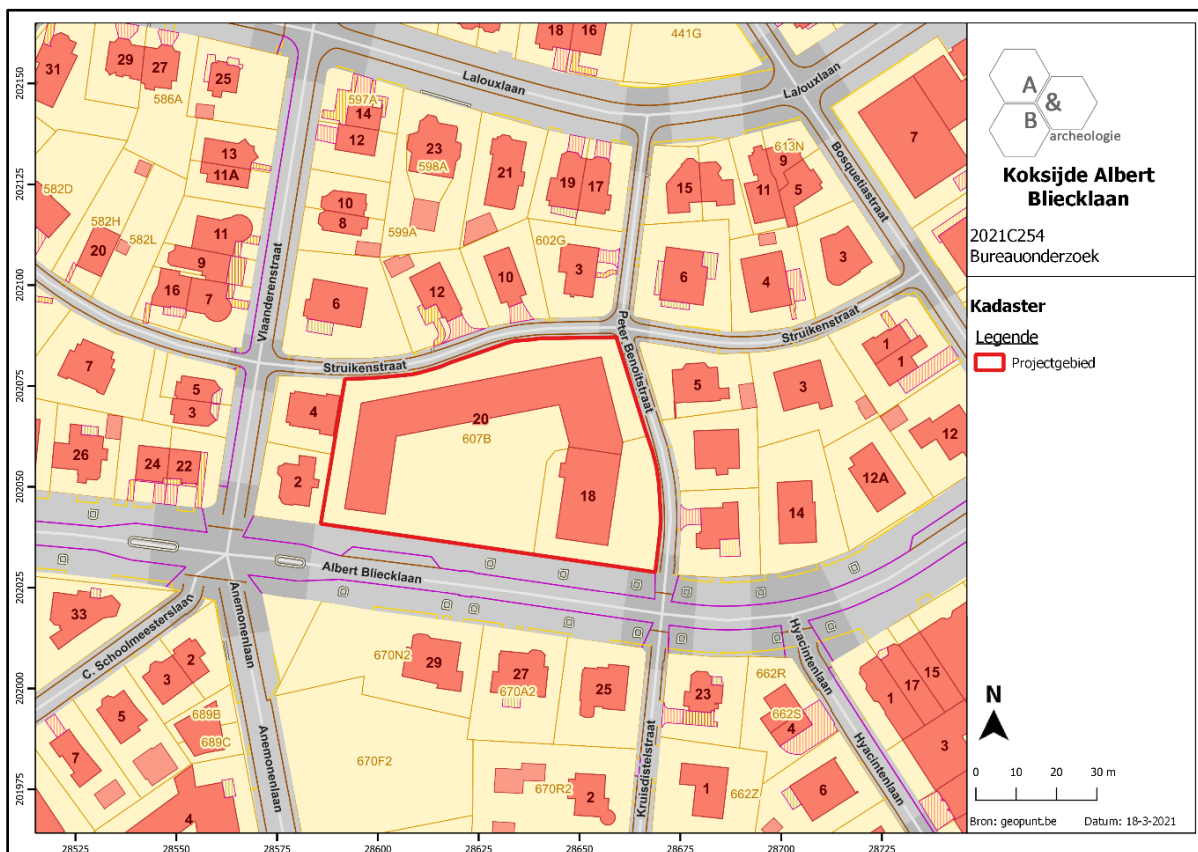 18 16
441G
31
29 27
25
586A
Lalouxlaan
Lalouxlaan
597A
14
12
23
598A
21
19 17
15
613N
9
11
5
7
Bosquetiastraat
13
11A
582D
582H
582L
20
11
9
16
7
10
8
599A
602G
Vlaanderenstraat
6
12
10
3
6
4
3
Peter Benoitstraat
Struikenstraat
Struikenstraat
7
5
3
4
20
607B
5
3
1
1
26
24 22
2
18
14
12A
12
Albert Bliecklaan
33
C. Schoolmeesterslaan
Anemonenlaan
Anemonenlaan
2
3
5
7
689B
689C
4
670N2
29
27
670A2
25
23
662R
662S
4
Hyacintenlaan
Hyacintenlaan
1
17
15
3
670F2
670R2
2
Kruisdistelstraat
1
662Z
6
202150
202125
202100
202075
202050
202025
202000
201975
28525 28550 28575 28600 28625 28650 28675 28700 28725
A
&
B
archeologie
Koksijde Albert
Bliecklaan
2021C254
Bureauonderzoek
Kadaster
Legende
Projectgebied
N
0 10 20 30 m
Bron: geopunt.be Datum: 18-3-2021